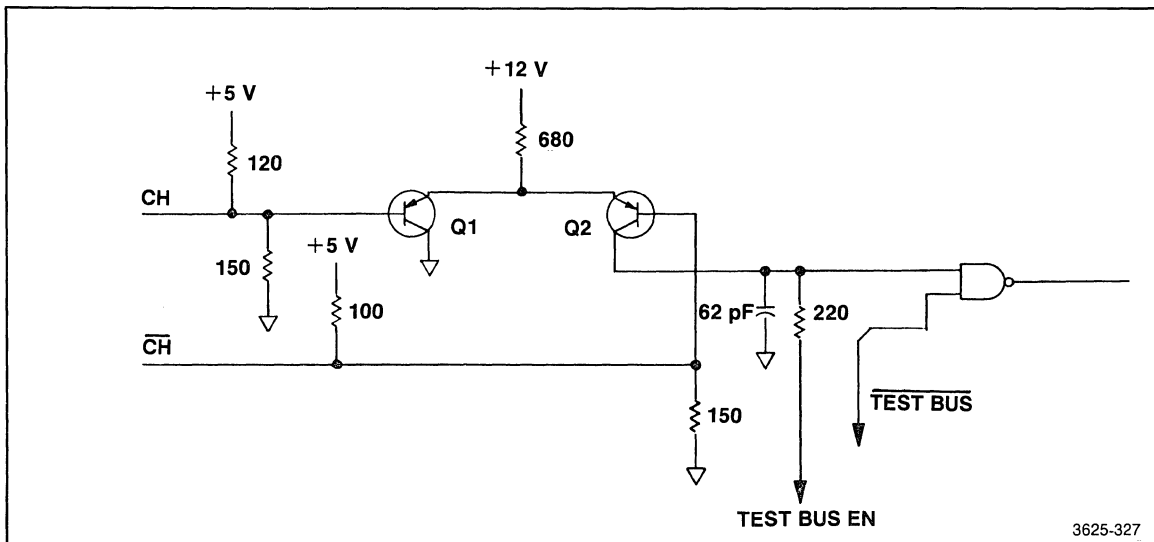 +12 V
+5 V
680
120
CH
Q1
Q2
+5 V
150
100
62 pF
220
CH
TEST BUS
150
TEST BUS EN
3625-327